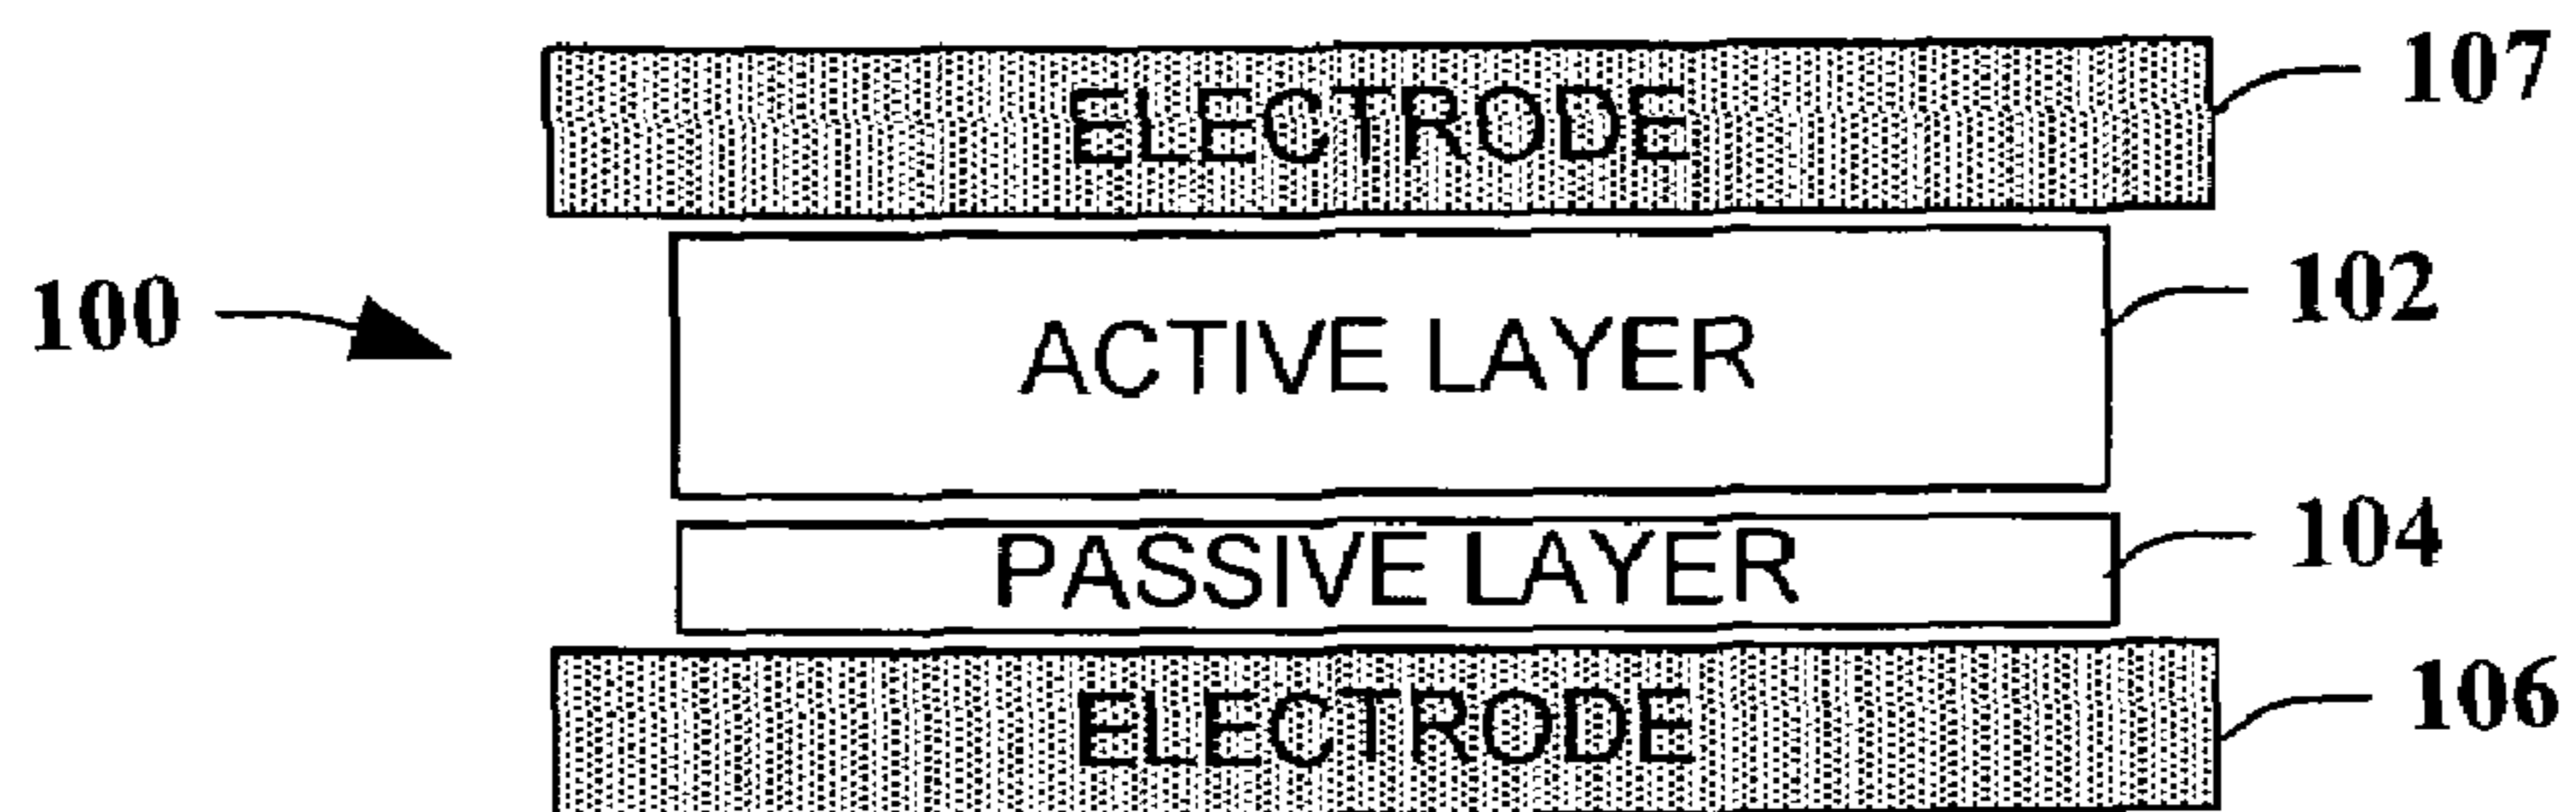 ELECTRODE 107
100 ACTIVE LAYER 102
PASSIVE LAYER 104
ELECTRODE 106